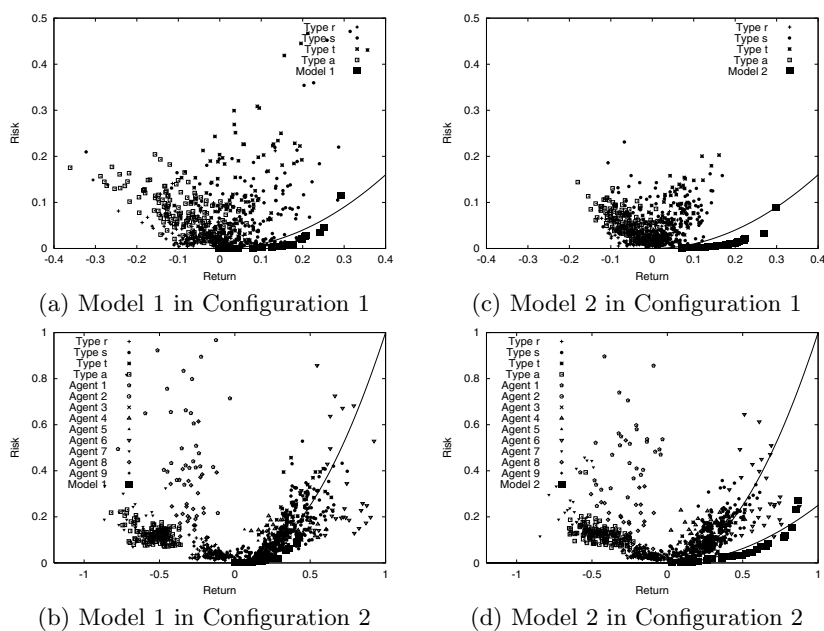 0.5
0.4
0.3
0.2
0.1
0
Risk
-0.4 -0.3 -0.2 -0.1 0 0.1 0.2 0.3 0.4
Return
Type r
Type s
Type t
Type a
Model 1
(a) Model 1 in Configuration 1
0.5
0.4
0.3
0.2
0.1
0
Risk
-0.4 -0.3 -0.2 -0.1 0 0.1 0.2 0.3 0.4
Return
Type r
Type s
Type t
Type a
Model 2
(c) Model 2 in Configuration 1
1
0.8
0.6
0.4
0.2
0
Risk
-1 -0.5 0 0.5 1
Return
Type r
Type s
Type t
Type a
Agent 1
Agent 2
Agent 3
Agent 4
Agent 5
Agent 6
Agent 7
Agent 8
Agent 9
Model 1
(b) Model 1 in Configuration 2
1
0.8
0.6
0.4
0.2
0
Risk
-1 -0.5 0 0.5 1
Return
Type r
Type s
Type t
Type a
Agent 1
Agent 2
Agent 3
Agent 4
Agent 5
Agent 6
Agent 7
Agent 8
Agent 9
Model 2
(d) Model 2 in Configuration 2